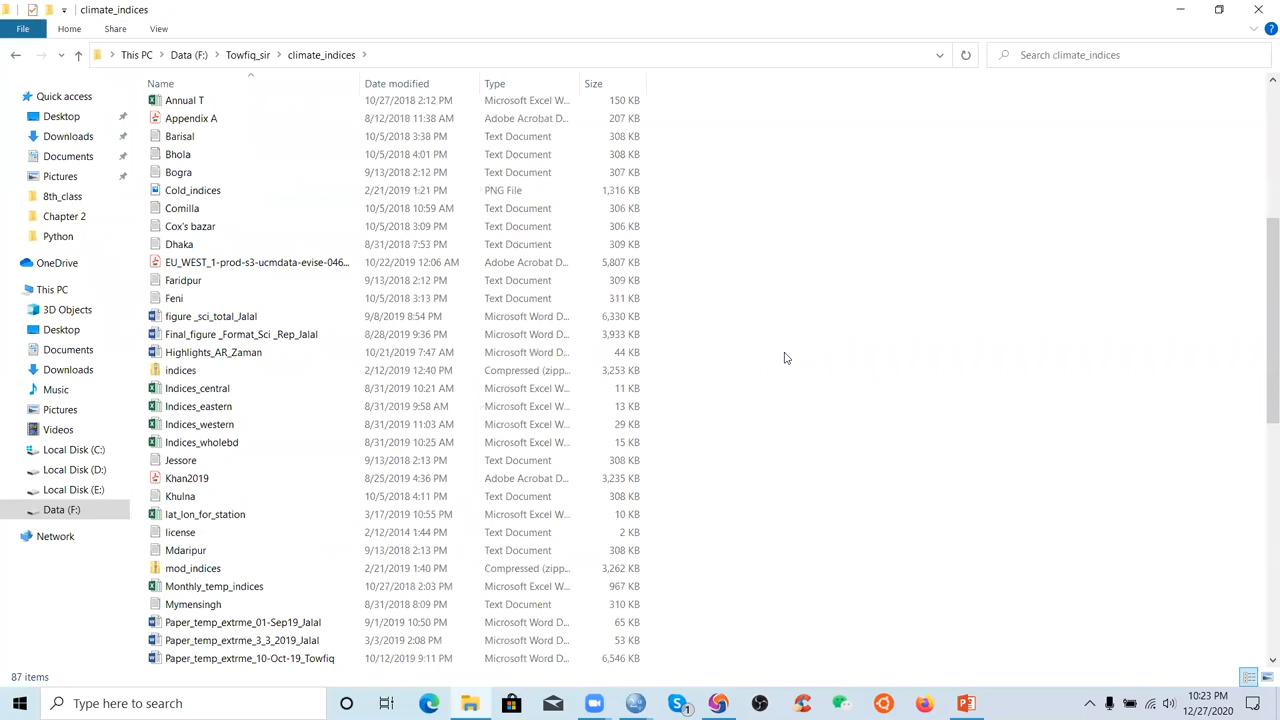 climate_indices
File Home Share View
This PC Data (F:) Towfiq_sir climate_indices Search climate_indices
Name Date modified Type Size
Quick access
Desktop
Downloads
Documents
Pictures
8th_class
Chapter 2
Python
OneDrive
This PC
3D Objects
Desktop
Documents
Downloads
Music
Pictures
Videos
Local Disk (C:)
Local Disk (D:)
Local Disk (E:)
Data (F:)
Network
Annual T 10/27/2018 2:12 PM Microsoft Excel W... 150 KB
Appendix A 8/12/2018 11:38 AM Adobe Acrobat D... 207 KB
Barisal 10/5/2018 3:38 PM Text Document 308 KB
Bhola 10/5/2018 4:01 PM Text Document 308 KB
Bogra 9/13/2018 2:12 PM Text Document 307 KB
Cold_indices 2/21/2019 1:21 PM PNG File 1,316 KB
Comilla 10/5/2018 10:59 AM Text Document 306 KB
Cox's bazar 10/5/2018 3:09 PM Text Document 306 KB
Dhaka 8/31/2018 7:53 PM Text Document 309 KB
EU_WEST_1-prod-s3-ucmdata-evise-046... 10/22/2019 12:06 AM Adobe Acrobat D... 5,807 KB
Faridpur 9/13/2018 2:12 PM Text Document 309 KB
Feni 10/5/2018 3:13 PM Text Document 311 KB
figure _sci_total_Jalal 9/8/2019 8:54 PM Microsoft Word D... 6,330 KB
Final_figure _Format_Sci _Rep_Jalal 8/28/2019 9:36 PM Microsoft Word D... 3,933 KB
Highlights_AR_Zaman 10/21/2019 7:47 AM Microsoft Word D... 44 KB
indices 2/12/2019 12:40 PM Compressed (zipp... 3,253 KB
Indices_central 8/31/2019 10:21 AM Microsoft Excel W... 11 KB
Indices_eastern 8/31/2019 9:58 AM Microsoft Excel W... 13 KB
Indices_western 8/31/2019 11:03 AM Microsoft Excel W... 29 KB
Indices_wholebd 8/31/2019 10:25 AM Microsoft Excel W... 15 KB
Jessore 9/13/2018 2:13 PM Text Document 308 KB
Khan2019 8/25/2019 4:36 PM Adobe Acrobat D... 3,235 KB
Khulna 10/5/2018 4:11 PM Text Document 308 KB
lat_lon_for_station 3/17/2019 10:55 PM Microsoft Excel W... 10 KB
license 2/12/2014 1:44 PM Text Document 2 KB
Mdaripur 9/13/2018 2:13 PM Text Document 308 KB
mod_indices 2/21/2019 1:40 PM Compressed (zipp... 3,262 KB
Monthly_temp_indices 10/27/2018 2:03 PM Microsoft Excel W... 967 KB
Mymensingh 8/31/2018 8:09 PM Text Document 310 KB
Paper_temp_extrme_01-Sep19_Jalal 9/1/2019 10:50 PM Microsoft Word D... 65 KB
Paper_temp_extrme_3_3_2019_Jalal 3/3/2019 2:08 PM Microsoft Word D... 53 KB
Paper_temp_extrme_10-Oct-19_Towfiq 10/12/2019 9:11 PM Microsoft Word D... 6,546 KB
87 items
Type here to search
10:23 PM
12/27/2020